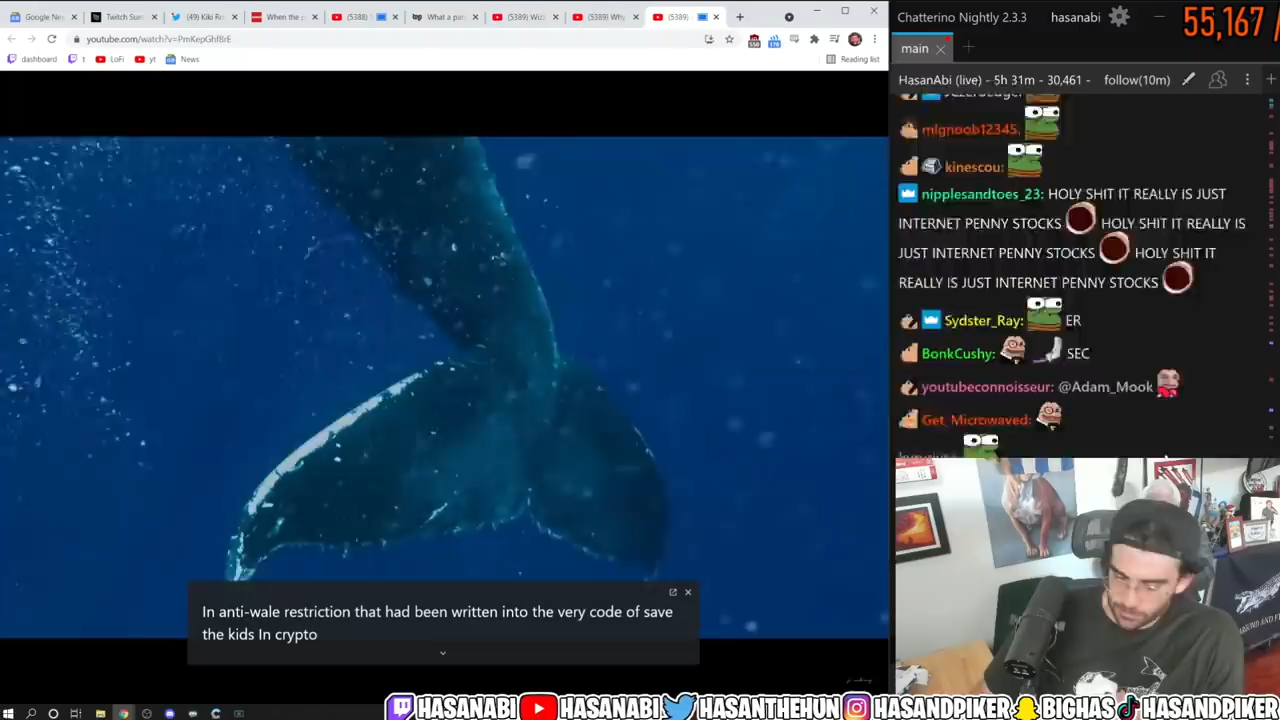 Google Ne
Twitch Sum
(49) Kiki Ro
When the p
(5388)
What a pu
(5389) Wiz
(5389) Why
(5389)
youtube.com/watch?v=PmKepGhf8rE
dashboard
t
LoFi
yt
News
Reading list
In anti-wale restriction that had been written into the very code of save
the kids In crypto
Chatterino Nightly 2.3.3
hasanabi
55,167 /
main
HasanAbi (live) - 5h 31m - 30,461 -
follow(10m)
mlgnoob12345:
kinescou:
nipplesandtoes_23: HOLY SHIT IT REALLY IS JUST
INTERNET PENNY STOCKS HOLY SHIT IT REALLY IS
JUST INTERNET PENNY STOCKS HOLY SHIT IT
REALLY IS JUST INTERNET PENNY STOCKS
Sydster_Ray: ER
BonkCushy: SEC
youtubeconnoisseur: @Adam_Mook
Get_Microwaved:
HASANABI
HASANABI
HASANTHEHUN
HASANDPIKER
BIGHAS
HASANDPIKER